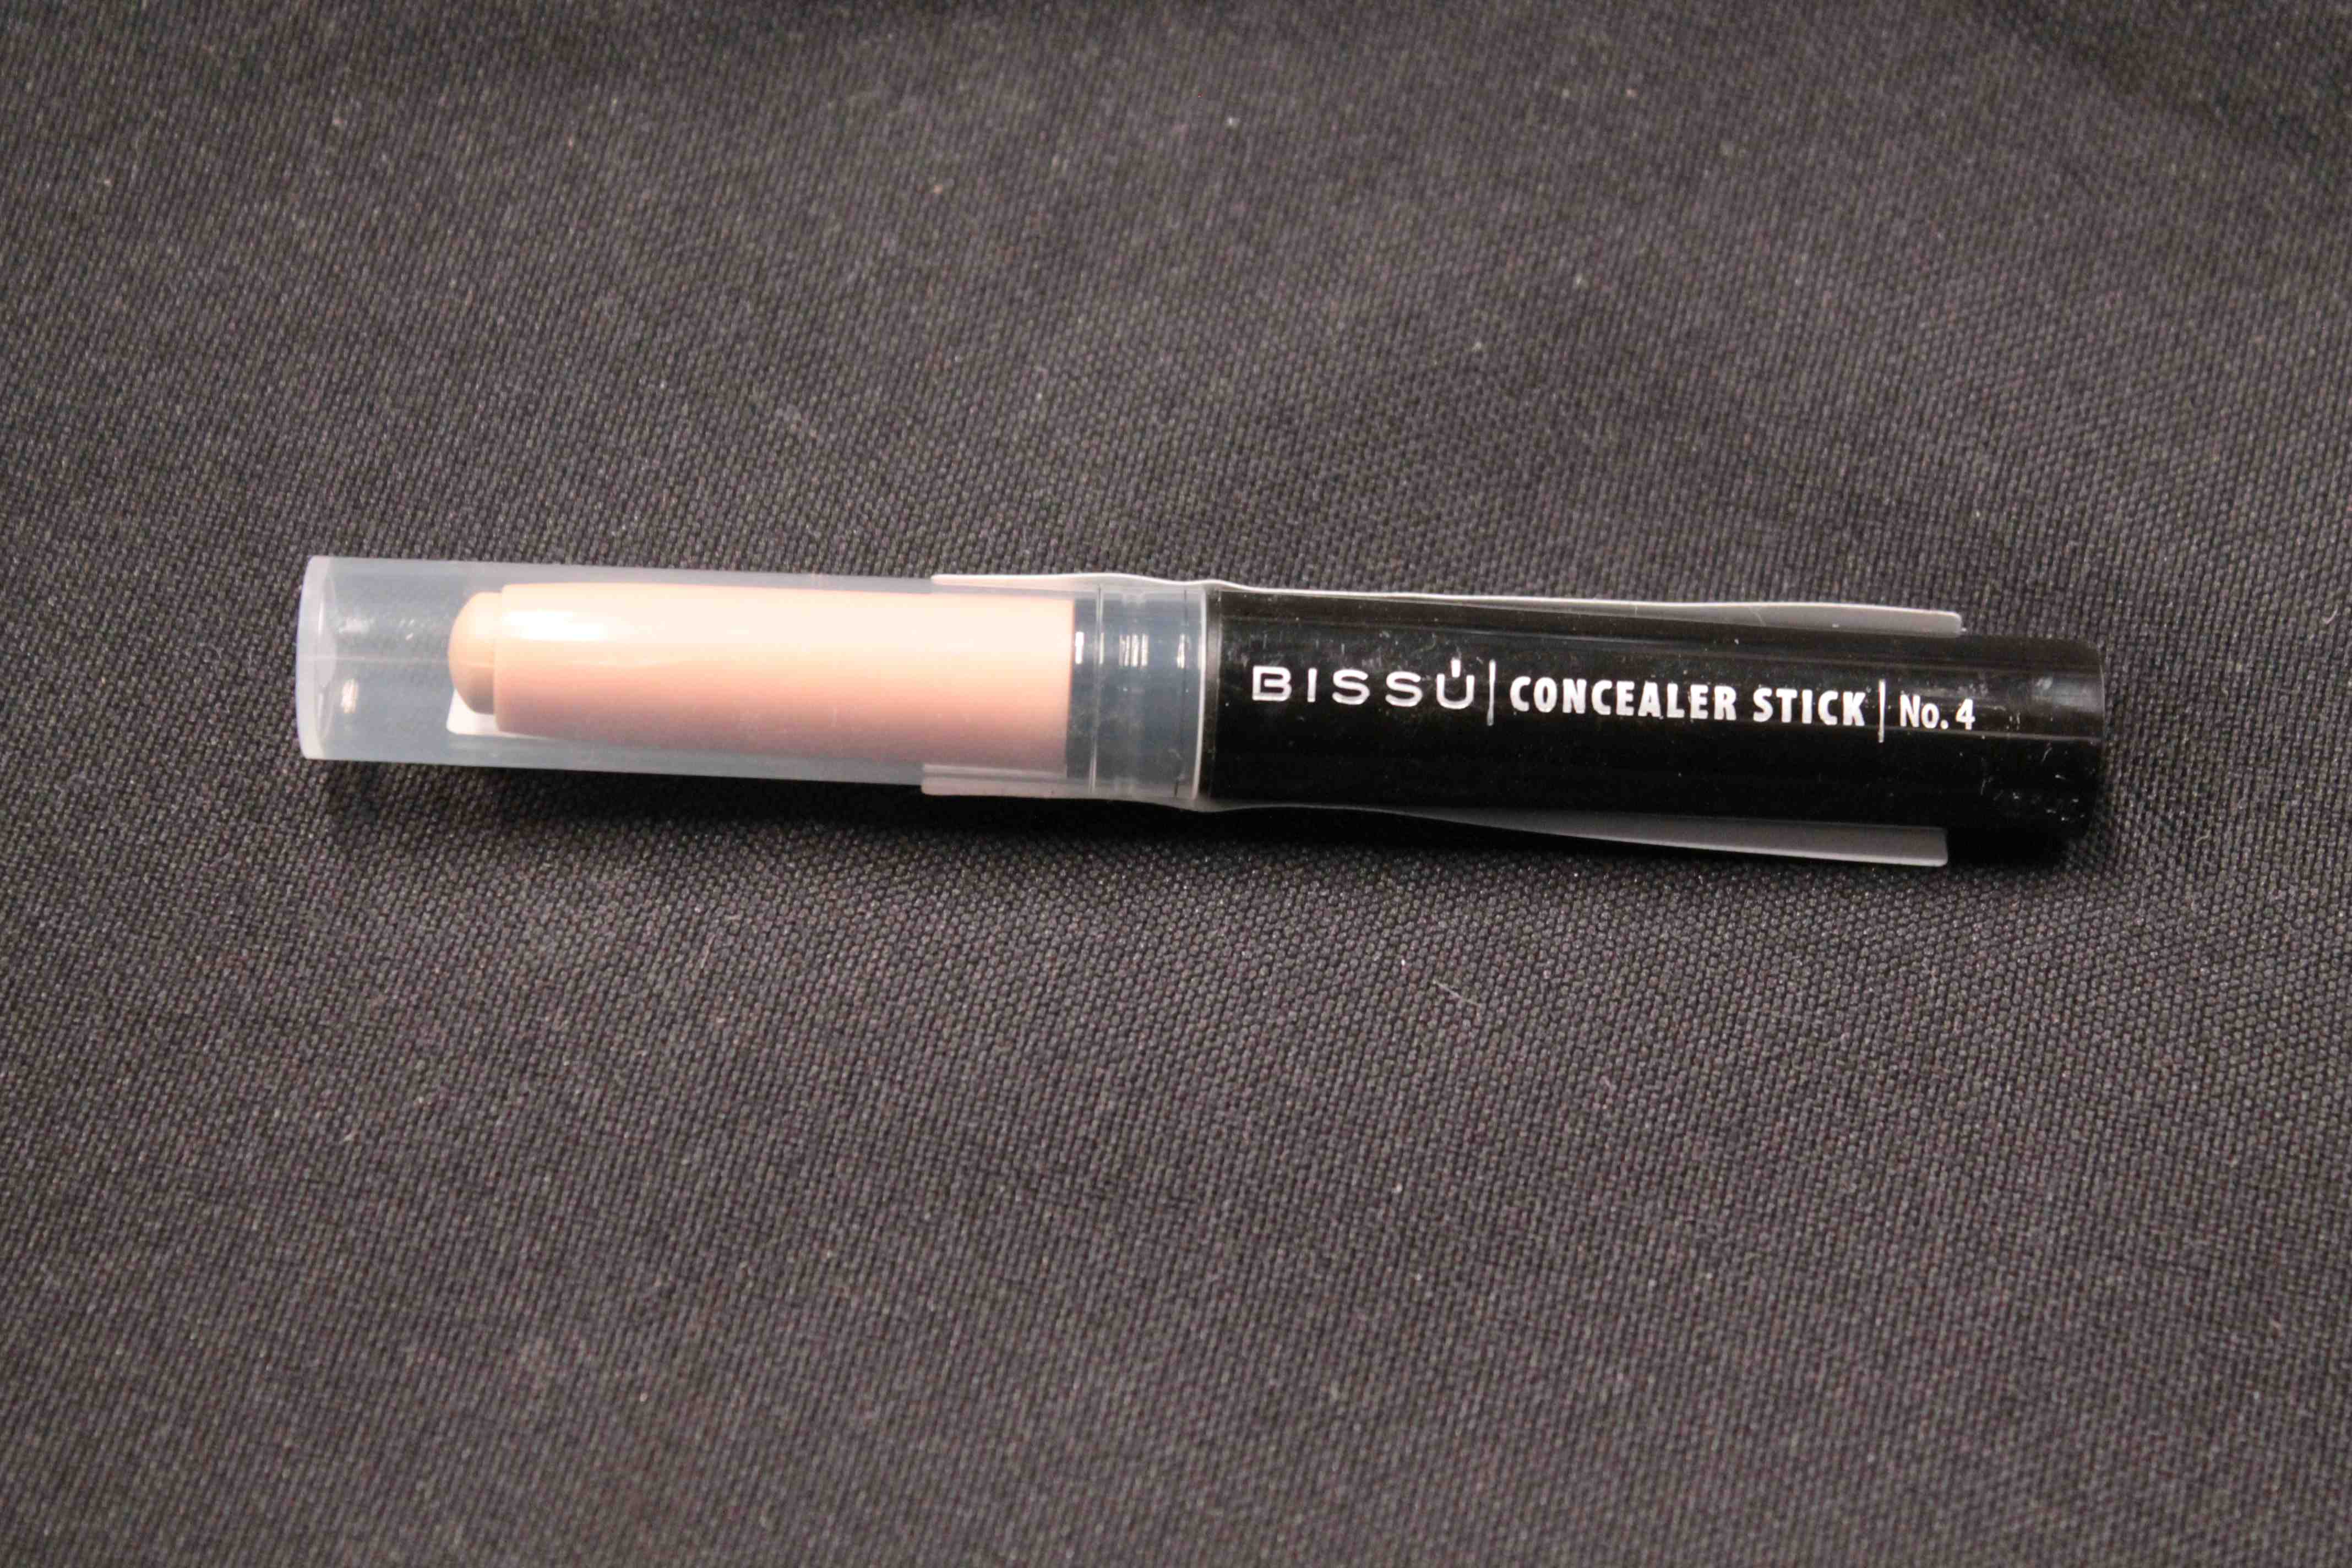 BISSÚ | CONCEALER STICK | No. 4